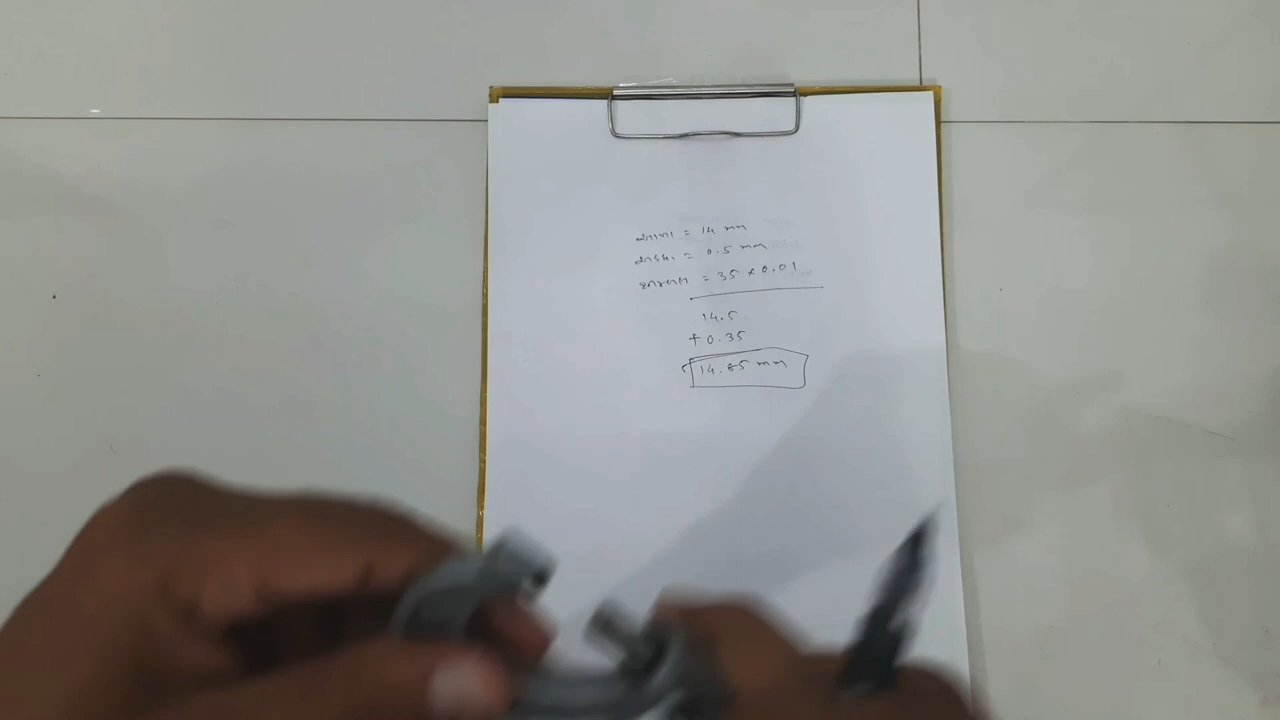 = 14 mm
= 0.5 mm
= 35 × 0.01
14.5
+ 0.35
14.85 mm